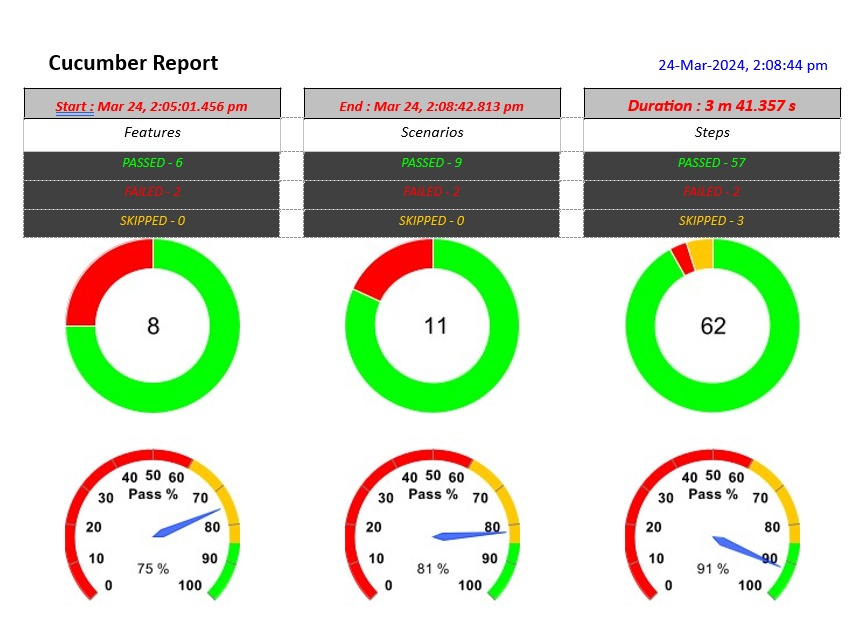 Cucumber Report
24-Mar-2024, 2:08:44 pm
Start : Mar 24, 2:05:01.456 pm
End : Mar 24, 2:08:42.813 pm
Duration : 3 m 41.357 s
Features
Scenarios
Steps
PASSED - 6
PASSED - 9
PASSED - 57
FAILED - 2
FAILED - 2
FAILED - 2
SKIPPED - 0
SKIPPED - 0
SKIPPED - 3
8
11
62
0 10 20 30 40 50 60 70 80 90 100
Pass %
75 %
0 10 20 30 40 50 60 70 80 90 100
Pass %
81 %
0 10 20 30 40 50 60 70 80 90 100
Pass %
91 %